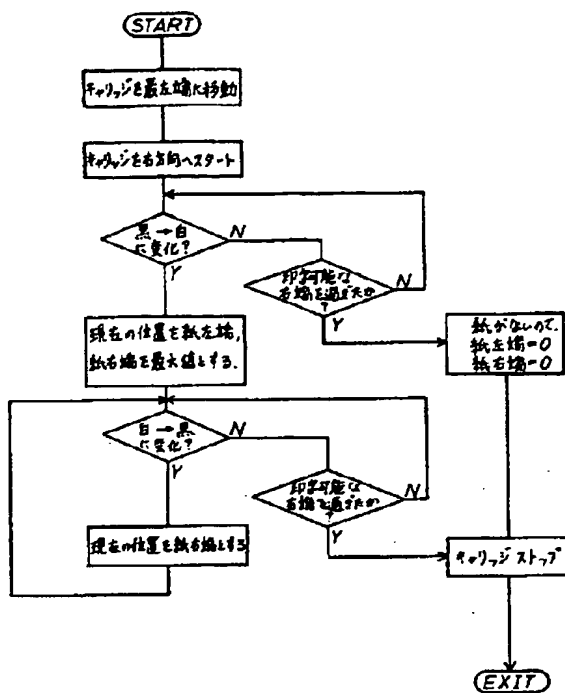 START
キャリッジを最左端に移動
キャリッジを右方向へスタート
黒→白
に変化?
N
Y
印字可能な
右端を過ぎたか
?
N
Y
現在の位置を紙左端,
紙右端を最大値とする.
紙がないので.
紙左端=0
紙右端=0
白→黒
に変化?
N
Y
印字可能な
右端を過ぎたか
?
N
Y
現在の位置を紙右端とする
キャリッジストップ
EXIT